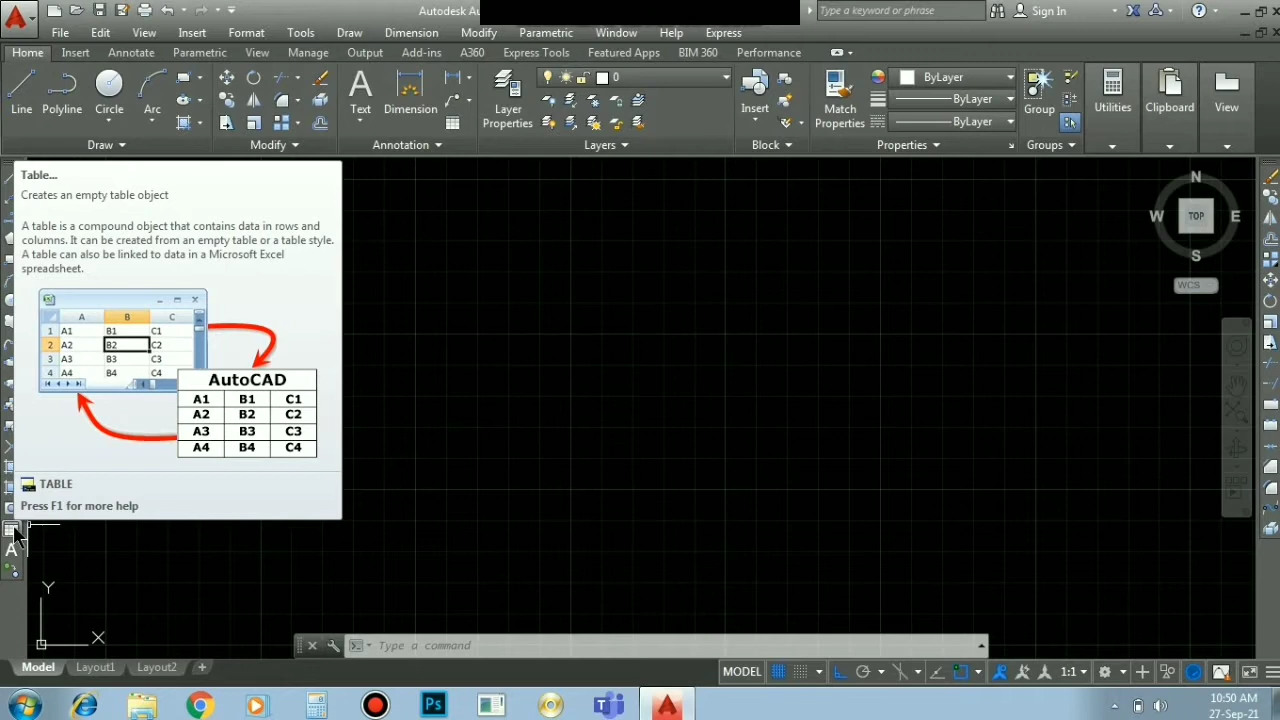 Autodesk Au
Type a keyword or phrase
Sign In
File Edit View Insert Format Tools Draw Dimension Modify Parametric Window Help Express
Home Insert Annotate Parametric View Manage Output Add-ins A360 Express Tools Featured Apps BIM 360 Performance
Line Polyline Circle Arc
Text Dimension
Layer Properties
0
Insert
Match Properties
ByLayer
ByLayer
ByLayer
Group
Utilities
Clipboard
View
Draw Modify Annotation Layers Block Properties Groups
Table...
Creates an empty table object
A table is a compound object that contains data in rows and
columns. It can be created from an empty table or a table style.
A table can also be linked to data in a Microsoft Excel
spreadsheet.
A B C
1 A1 B1 C1
2 A2 B2 C2
3 A3 B3 C3
4 A4 B4 C4
AutoCAD
A1 B1 C1
A2 B2 C2
A3 B3 C3
A4 B4 C4
TABLE
Press F1 for more help
N
W TOP E
S
WCS
A
Y
X
Type a command
Model Layout1 Layout2 +
MODEL
1:1
Ps
10:50 AM
27-Sep-21